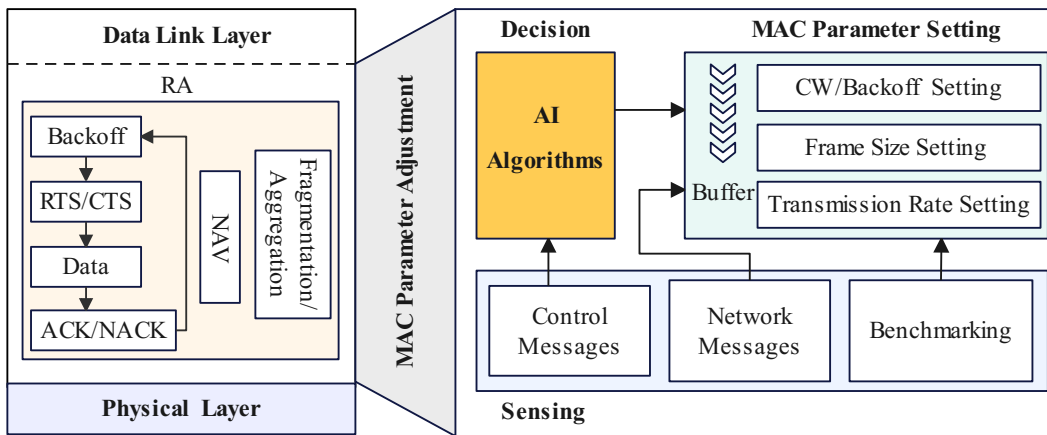 Data Link Layer
RA
Backoff
RTS/CTS
Data
ACK/NACK
NAV
Fragmentation/
Aggregation
Physical Layer
MAC Parameter Adjustment
Decision
AI
Algorithms
MAC Parameter Setting
Buffer
CW/Backoff Setting
Frame Size Setting
Transmission Rate Setting
Control
Messages
Network
Messages
Benchmarking
Sensing